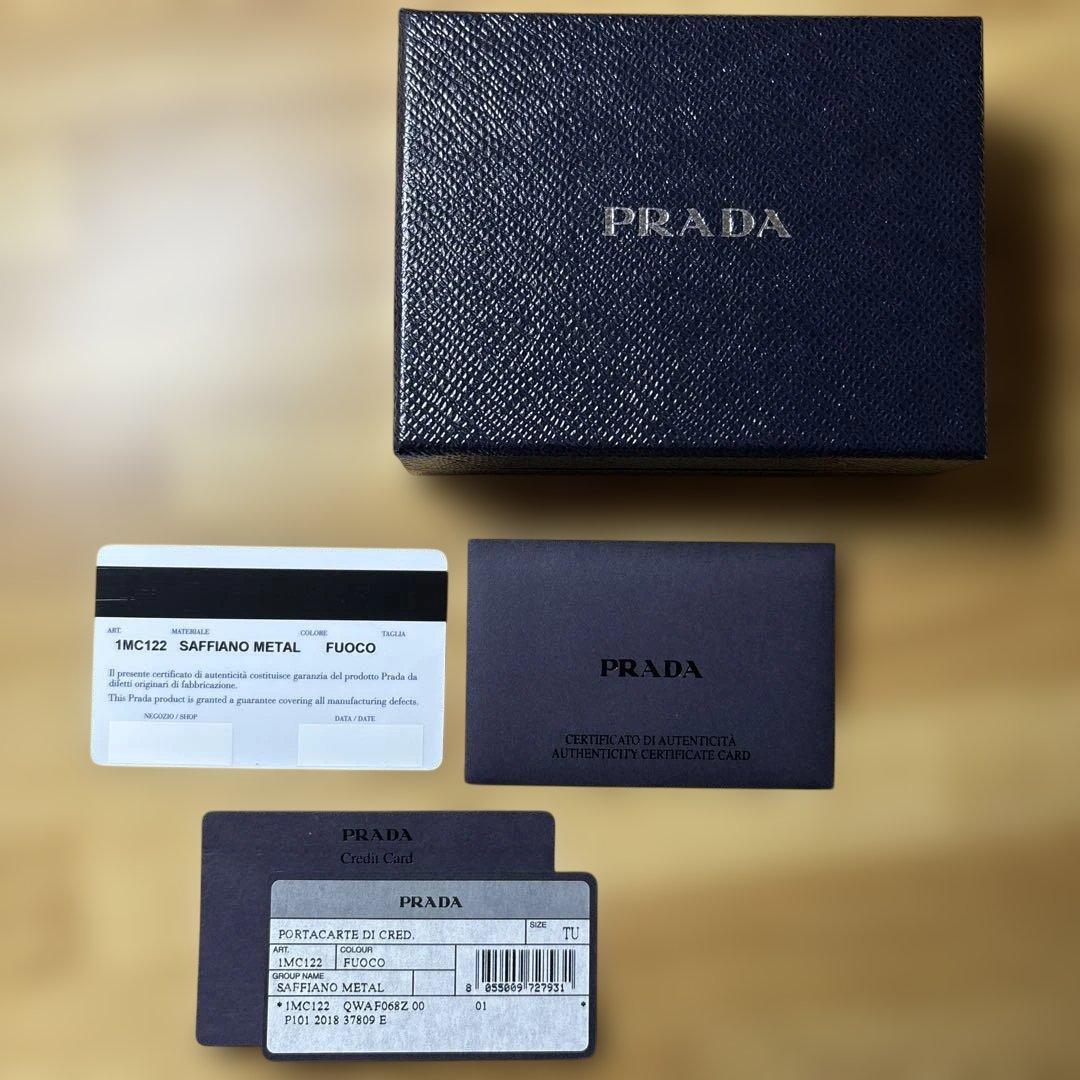 PRADA
ART. MATERIALE COLORE TAGLIA
1MC122 SAFFIANO METAL FUOCO
Il presente certificato di autenticità costituisce garanzia del prodotto Prada da
difetti originari di fabbricazione.
This Prada product is granted a guarantee covering all manufacturing defects.
NEGOZIO / SHOP DATA / DATE
PRADA
CERTIFICATO DI AUTENTICITÀ
AUTHENTICITY CERTIFICATE CARD
PRADA
Credit Card
PRADA
PORTACARTE DI CRED. SIZE TU
ART. COLOUR
1MC122 FUOCO
GROUP NAME
SAFFIANO METAL
8 055009 727931
*1MC122 QWAF068Z 00 01 *
P101 2018 37809 E